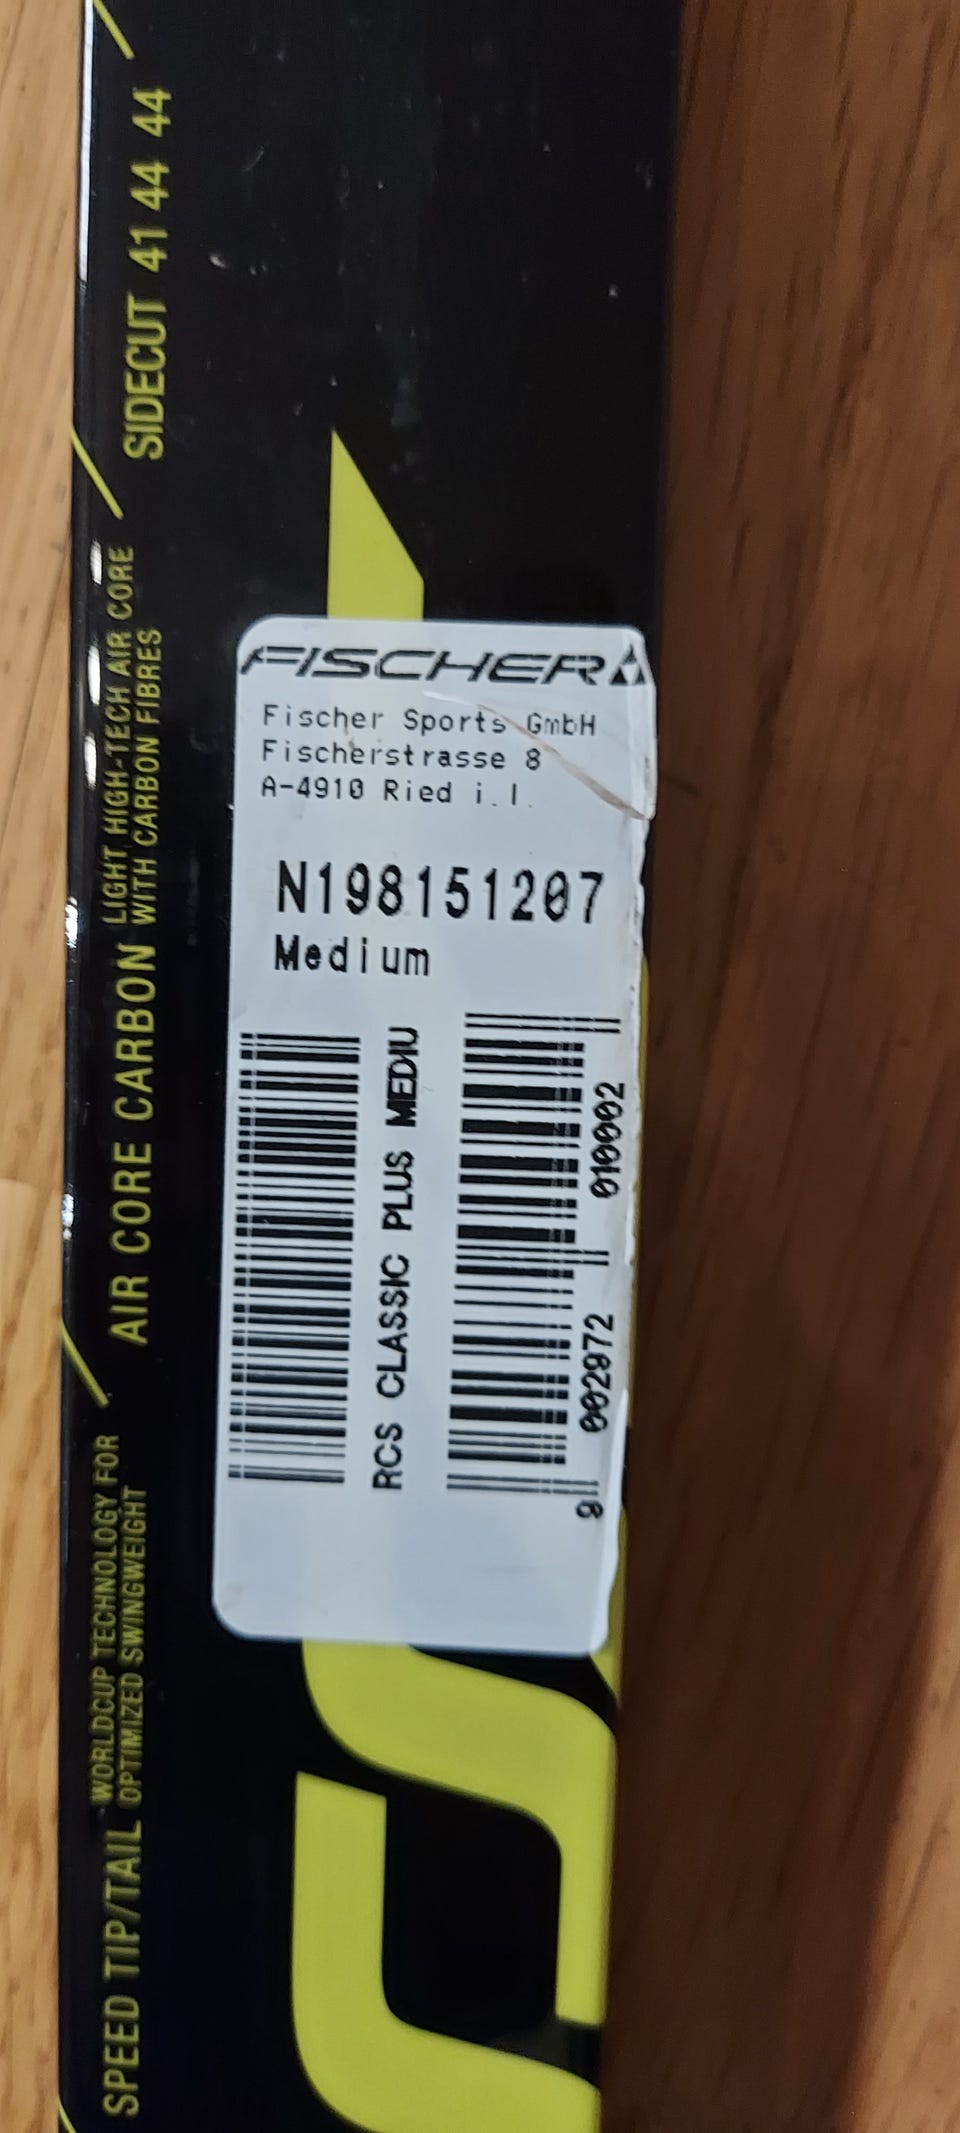 SPEED TIP/TAIL WORLDCUP TECHNOLOGY FOR
OPTIMIZED SWINGWEIGHT
AIR CORE CARBON LIGHT HIGH-TECH AIR CORE
WITH CARBON FIBRES
SIDECUT 41 44 44
FISCHER
Fischer Sports GmbH
Fischerstrasse 8
A-4910 Ried i.I.
N198151207
Medium
RCS CLASSIC PLUS MEDIU
9 002972 010002